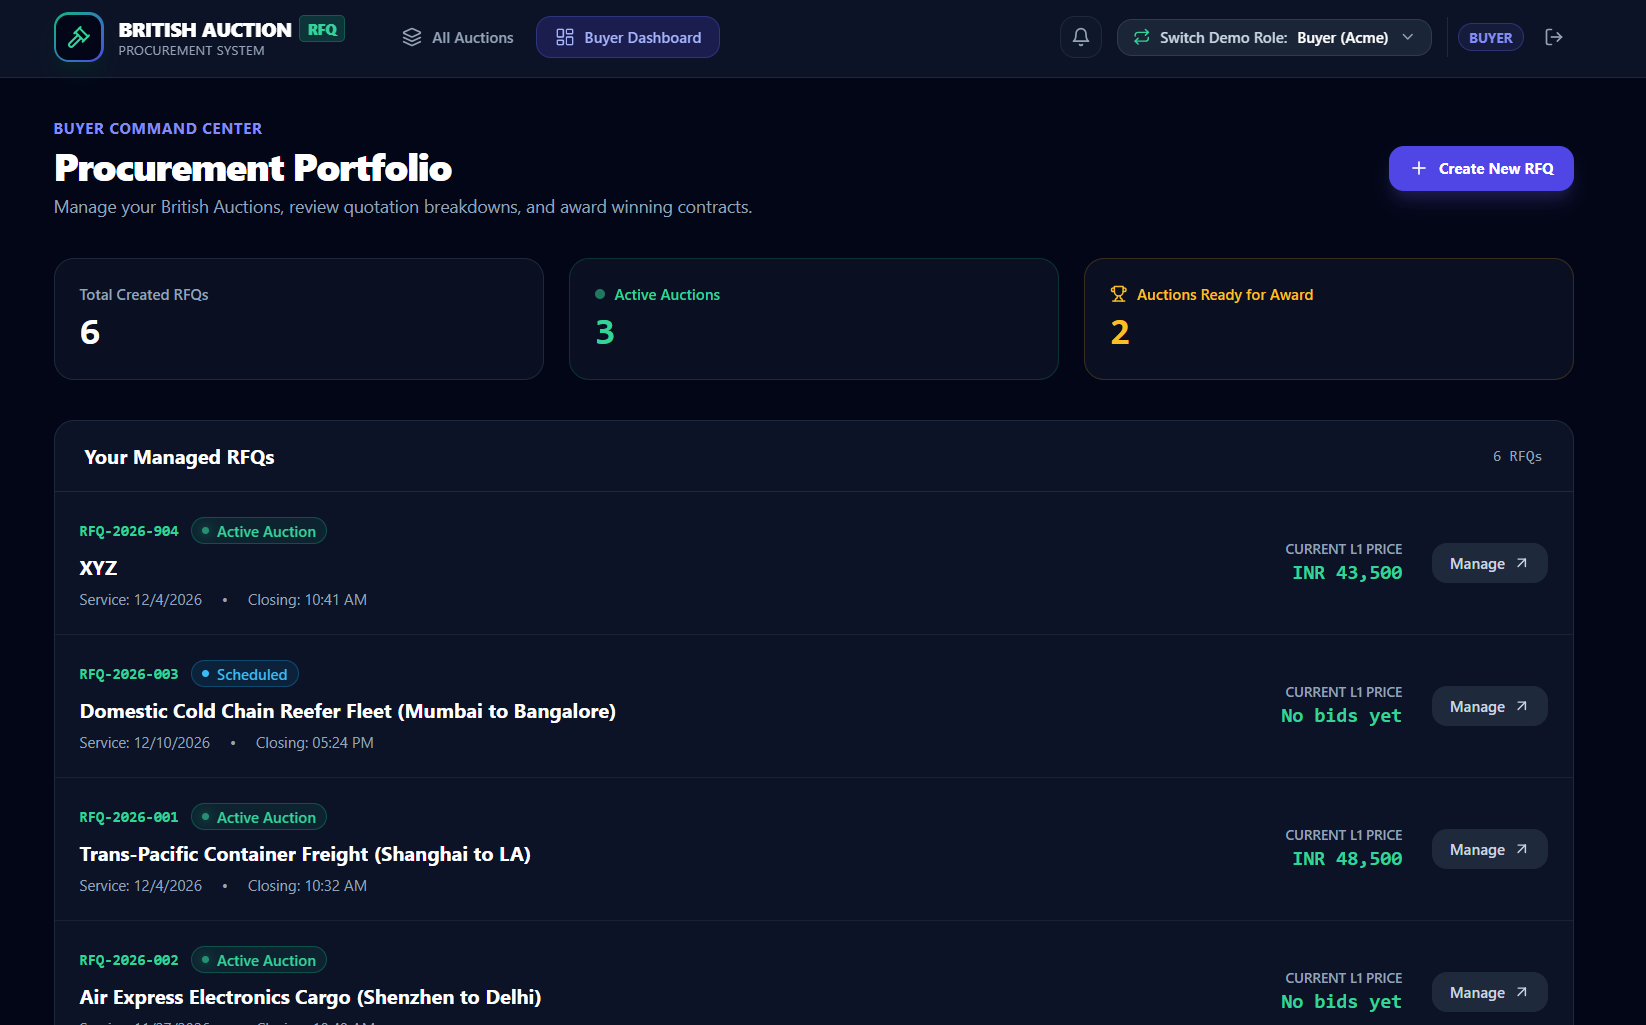 BRITISH AUCTION RFQ
PROCUREMENT SYSTEM
All Auctions
Buyer Dashboard
Switch Demo Role: Buyer (Acme)
BUYER
BUYER COMMAND CENTER
Procurement Portfolio
Manage your British Auctions, review quotation breakdowns, and award winning contracts.
Create New RFQ
Total Created RFQs
6
Active Auctions
3
Auctions Ready for Award
2
Your Managed RFQs
6 RFQs
RFQ-2026-904 Active Auction
XYZ
Service: 12/4/2026 • Closing: 10:41 AM
CURRENT L1 PRICE
INR 43,500
Manage
RFQ-2026-003 Scheduled
Domestic Cold Chain Reefer Fleet (Mumbai to Bangalore)
Service: 12/10/2026 • Closing: 05:24 PM
CURRENT L1 PRICE
No bids yet
Manage
RFQ-2026-001 Active Auction
Trans-Pacific Container Freight (Shanghai to LA)
Service: 12/4/2026 • Closing: 10:32 AM
CURRENT L1 PRICE
INR 48,500
Manage
RFQ-2026-002 Active Auction
Air Express Electronics Cargo (Shenzhen to Delhi)
CURRENT L1 PRICE
No bids yet
Manage